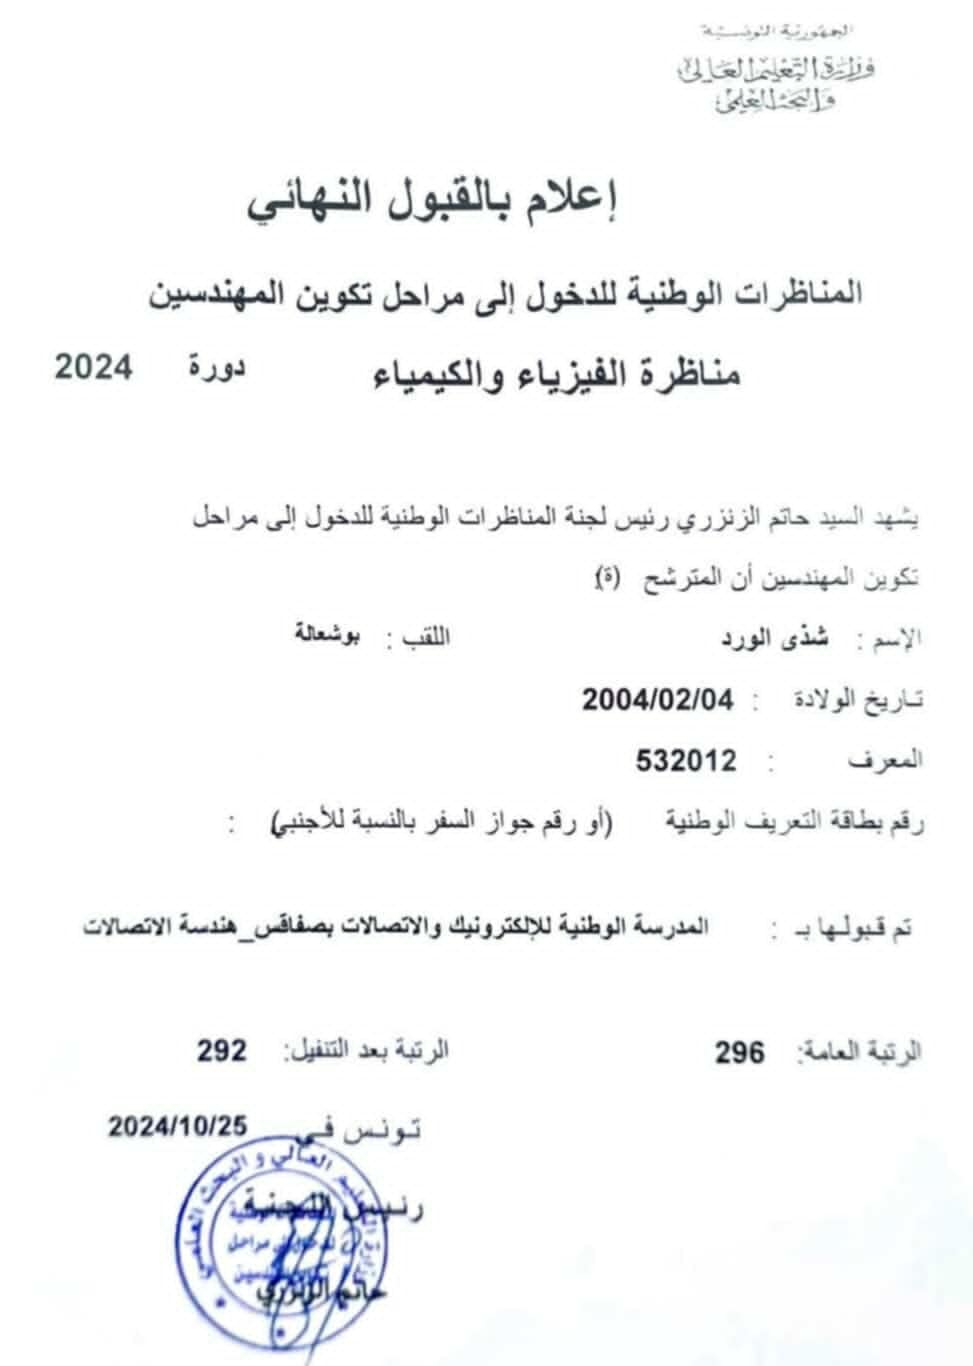 الجمهورية التونسية
وزارة التعليم العالي
والبحث العلمي
إعلام بالقبول النهائي
المناظرات الوطنية للدخول إلى مراحل تكوين المهندسين
مناظرة الفيزياء والكيمياء دورة 2024
يشهد السيد حاتم الزنزري رئيس لجنة المناظرات الوطنية للدخول إلى مراحل
تكوين المهندسين أن المترشح (ة)
الإسم : شذى الورد اللقب : بوشعالة
تاريخ الولادة : 2004/02/04
المعرف : 532012
رقم بطاقة التعريف الوطنية (أو رقم جواز السفر بالنسبة للأجنبي) :
تم قبولها بـ : المدرسة الوطنية للإلكترونيك والاتصالات بصفاقس_هندسة الاتصالات
الرتبة العامة: 296 الرتبة بعد التنفيل: 292
تونس في 2024/10/25
رئيس اللجنة
حاتم الزنزري
وزارة التعليم العالي و البحث العلمي
للدخول إلى مراحل